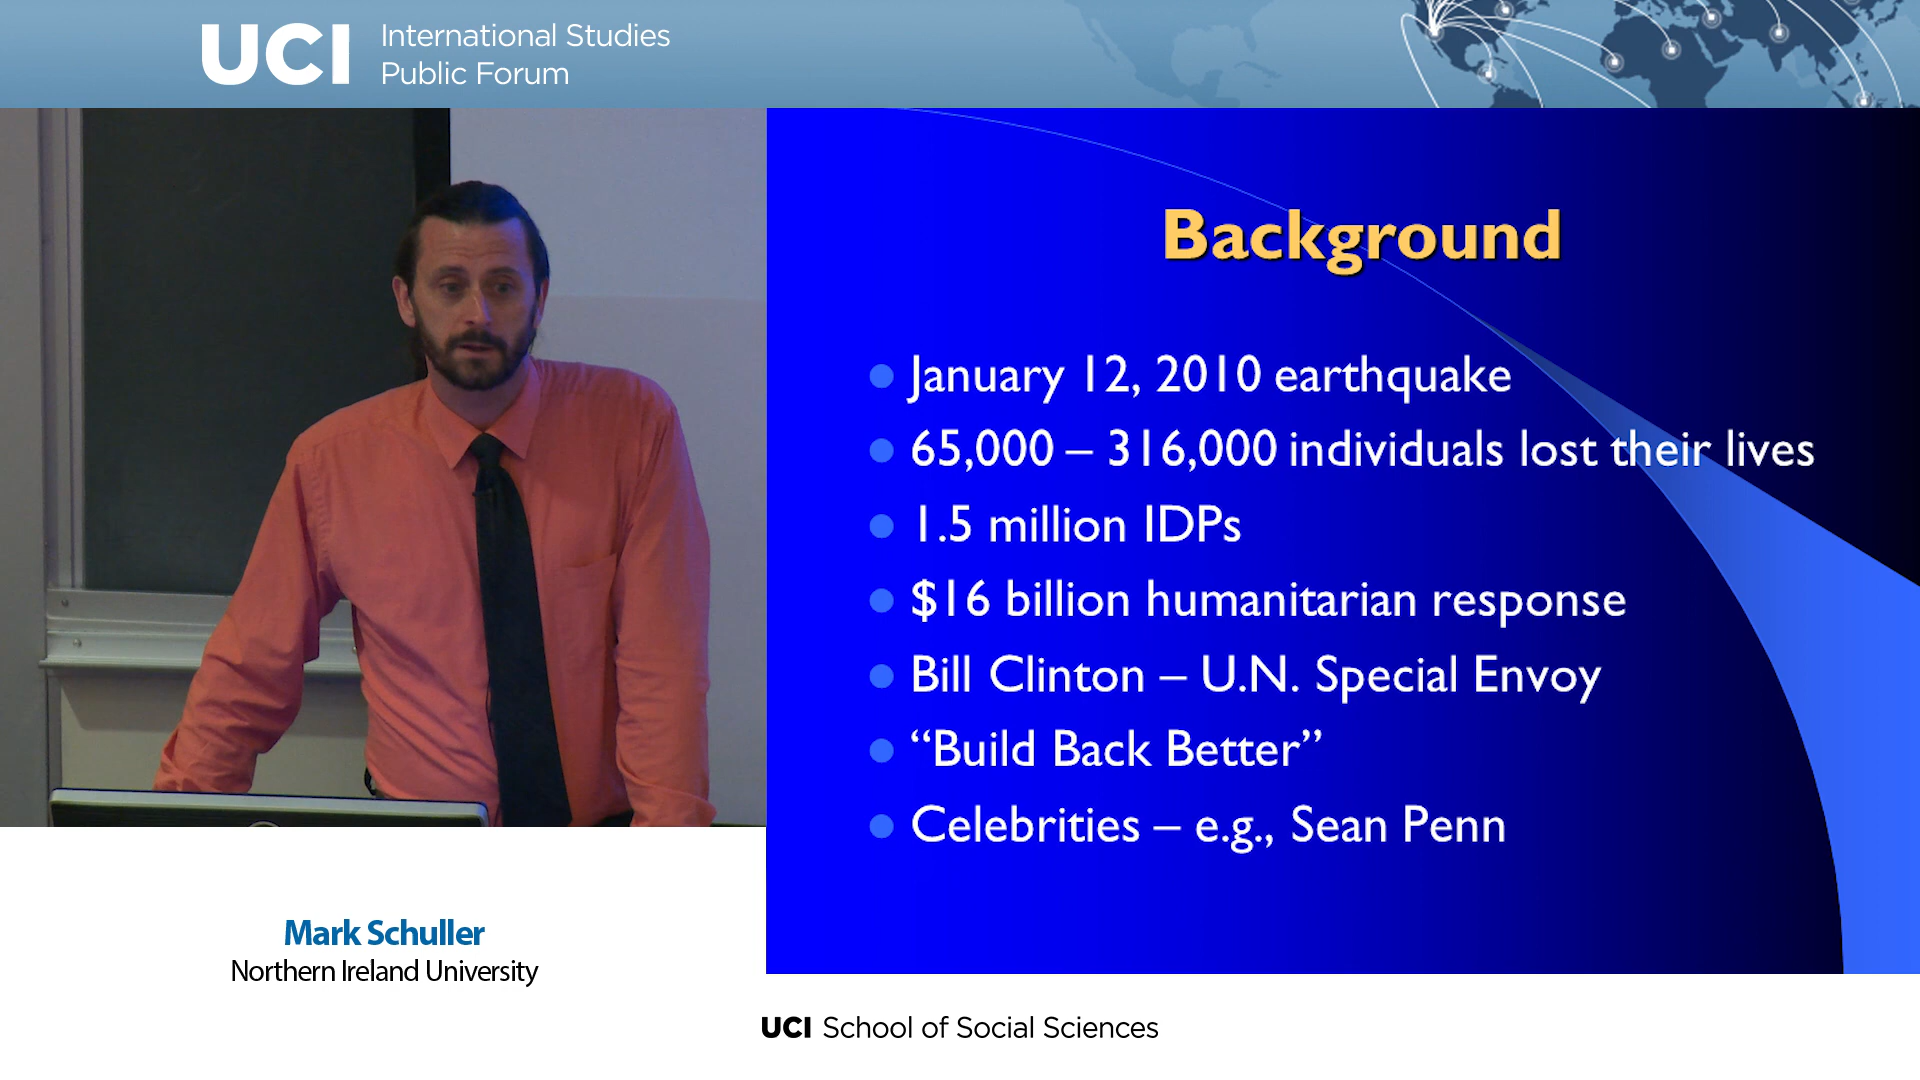 UCI
International Studies
Public Forum
Background
January 12, 2010 earthquake
65,000 – 316,000 individuals lost their lives
1.5 million IDPs
$16 billion humanitarian response
Bill Clinton – U.N. Special Envoy
“Build Back Better”
Celebrities – e.g., Sean Penn
Mark Schuller
Northern Ireland University
UCI School of Social Sciences